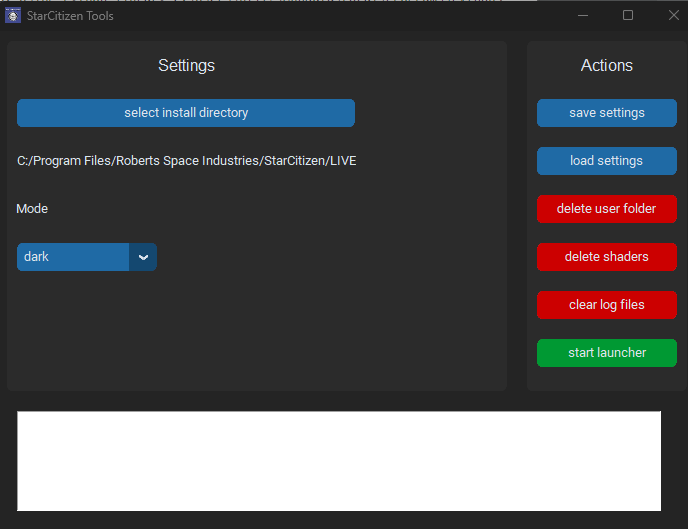 StarCitizen Tools
Settings
select install directory
C:/Program Files/Roberts Space Industries/StarCitizen/LIVE
Mode
dark
Actions
save settings
load settings
delete user folder
delete shaders
clear log files
start launcher